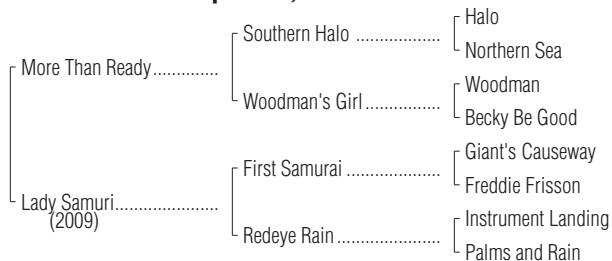 Halo
Southern Halo
Northern Sea
More Than Ready
Woodman
Woodman's Girl
Becky Be Good
Giant's Causeway
First Samurai
Freddie Frisson
Lady Samuri
(2009)
Instrument Landing
Redeye Rain
Palms and Rain